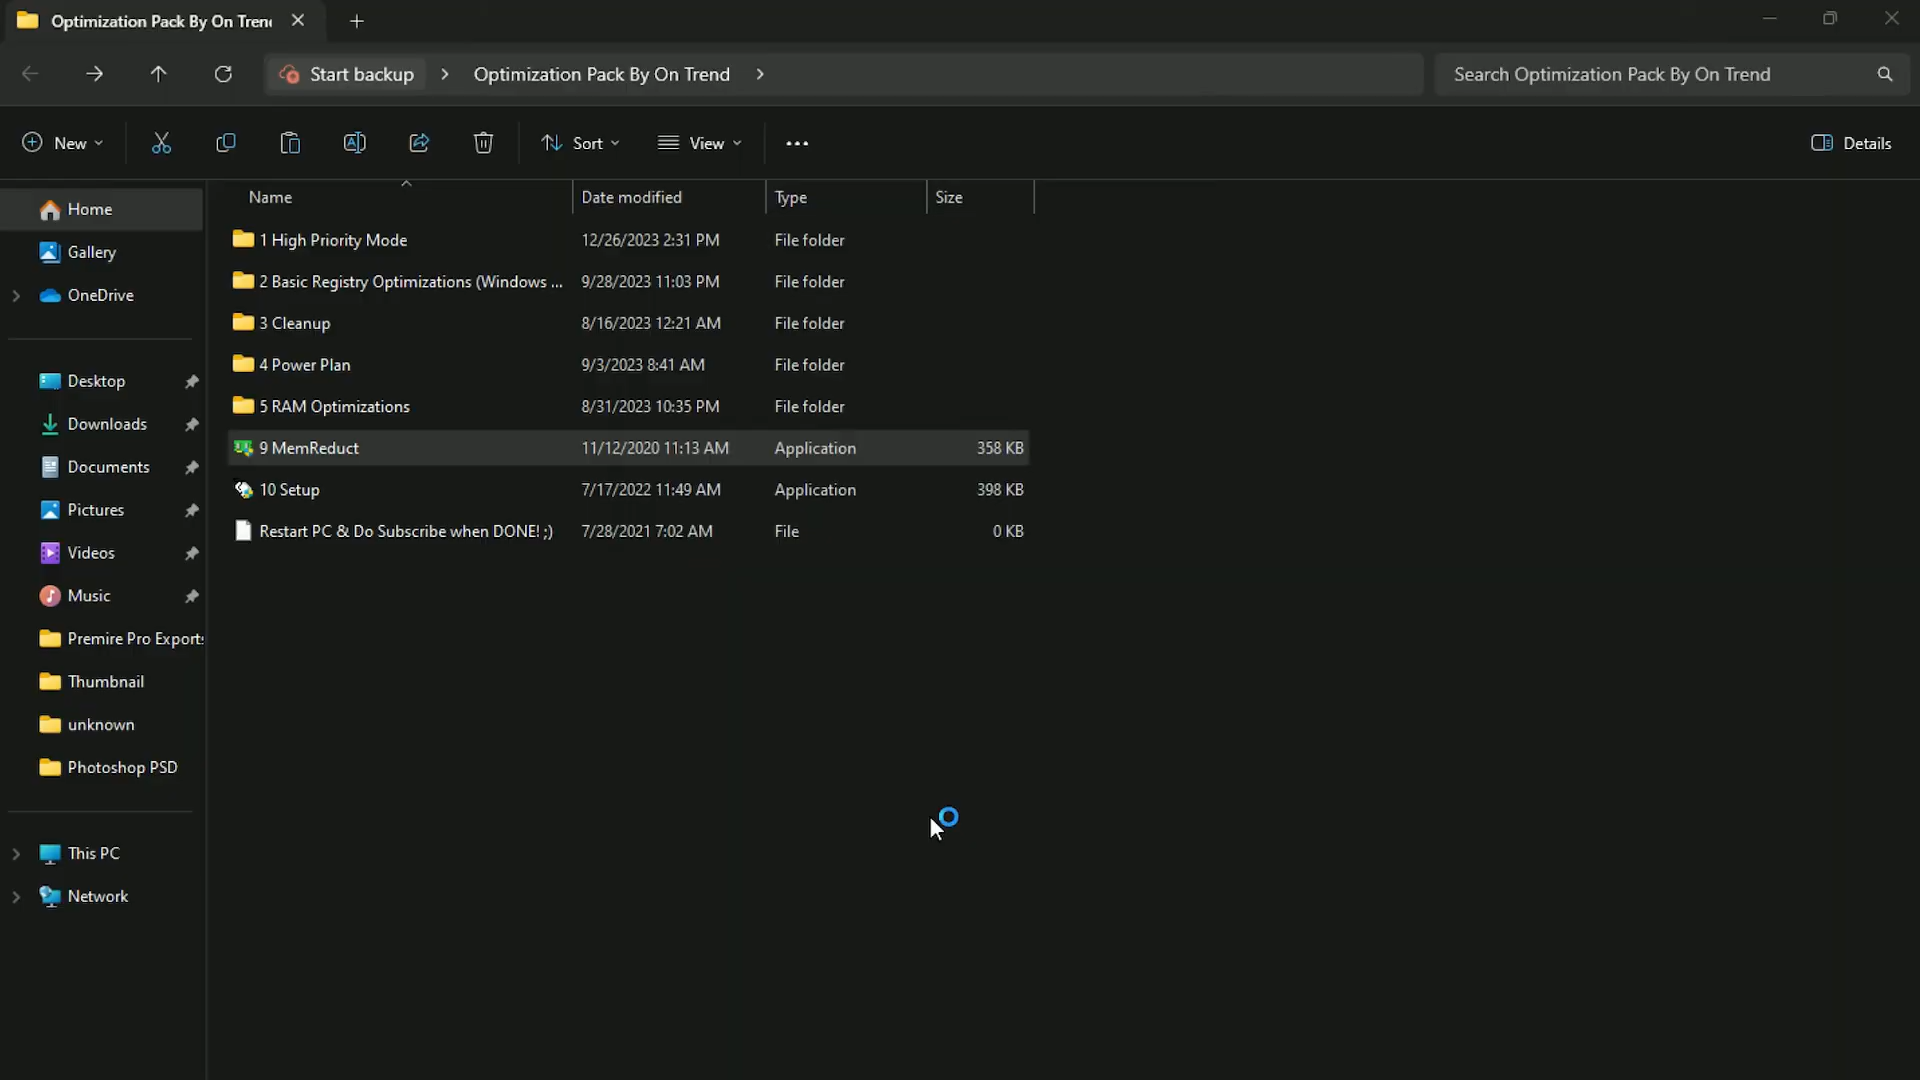 Optimization Pack By On Tren
Start backup > Optimization Pack By On Trend >
Search Optimization Pack By On Trend
New
Sort
View
Details
Name
Date modified
Type
Size
Home
Gallery
OneDrive
Desktop
Downloads
Documents
Pictures
Videos
Music
Premire Pro Exports
Thumbnail
unknown
Photoshop PSD
This PC
Network
1 High Priority Mode 12/26/2023 2:31 PM File folder
2 Basic Registry Optimizations (Windows ... 9/28/2023 11:03 PM File folder
3 Cleanup 8/16/2023 12:21 AM File folder
4 Power Plan 9/3/2023 8:41 AM File folder
5 RAM Optimizations 8/31/2023 10:35 PM File folder
9 MemReduct 11/12/2020 11:13 AM Application 358 KB
10 Setup 7/17/2022 11:49 AM Application 398 KB
Restart PC & Do Subscribe when DONE! ;) 7/28/2021 7:02 AM File 0 KB